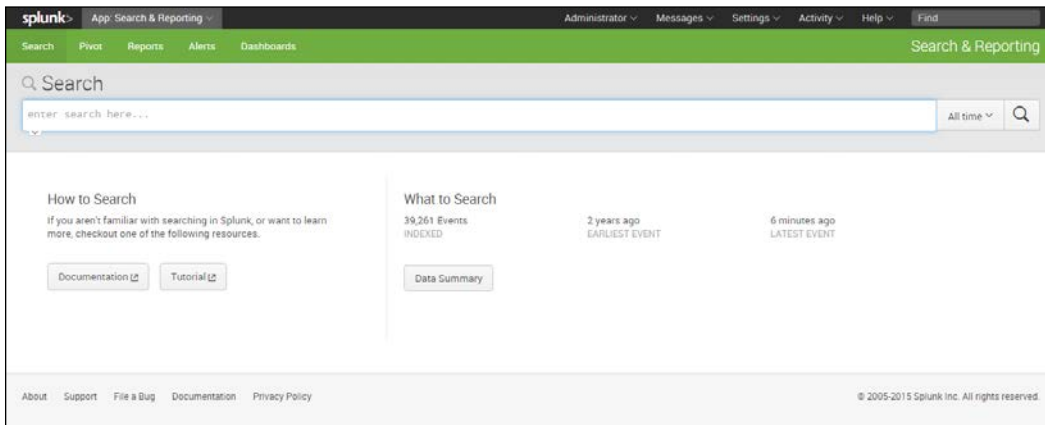 splunk> App: Search & Reporting Administrator Messages Settings Activity Help Find
Search Pivot Reports Alerts Dashboards Search & Reporting
Search
enter search here... All time
How to Search
If you aren't familiar with searching in Splunk, or want to learn
more, checkout one of the following resources.
Documentation Tutorial
What to Search
39,261 Events 2 years ago 6 minutes ago
INDEXED EARLIEST EVENT LATEST EVENT
Data Summary
About Support File a Bug Documentation Privacy Policy © 2005-2015 Splunk Inc. All rights reserved.